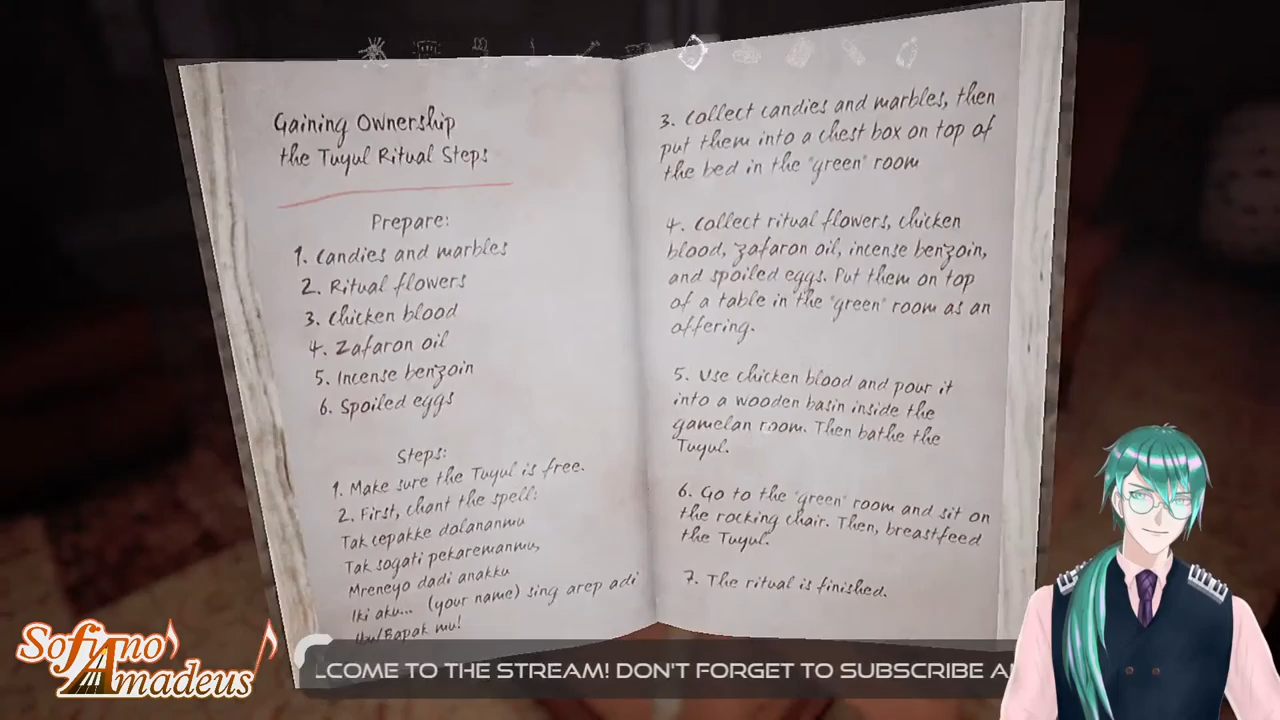 Gaining Ownership
the Tuyul Ritual Steps
Prepare:
1. Candies and marbles
2. Ritual flowers
3. Chicken blood
4. Zafaron oil
5. Incense benzoin
6. Spoiled eggs
Steps:
1. Make sure the Tuyul is free.
2. First, chant the spell:
Tak cepakke dolananmu
Tak sogati pekaremanmu,
Mreneyo dadi anakku
Iki aku... (your name) sing arep adi
Ibu/Bapak mu!
3. Collect candies and marbles, then
put them into a chest box on top of
the bed in the "green" room
4. Collect ritual flowers, chicken
blood, zafaron oil, incense benzoin,
and spoiled eggs. Put them on top
of a table in the "green" room as an
offering.
5. Use chicken blood and pour it
into a wooden basin inside the
gamelan room. Then bathe the
Tuyul.
6. Go to the "green" room and sit on
the rocking chair. Then, breastfeed
the Tuyul.
7. The ritual is finished.
Sofiano
Amadeus
LCOME TO THE STREAM! DON'T FORGET TO SUBSCRIBE A